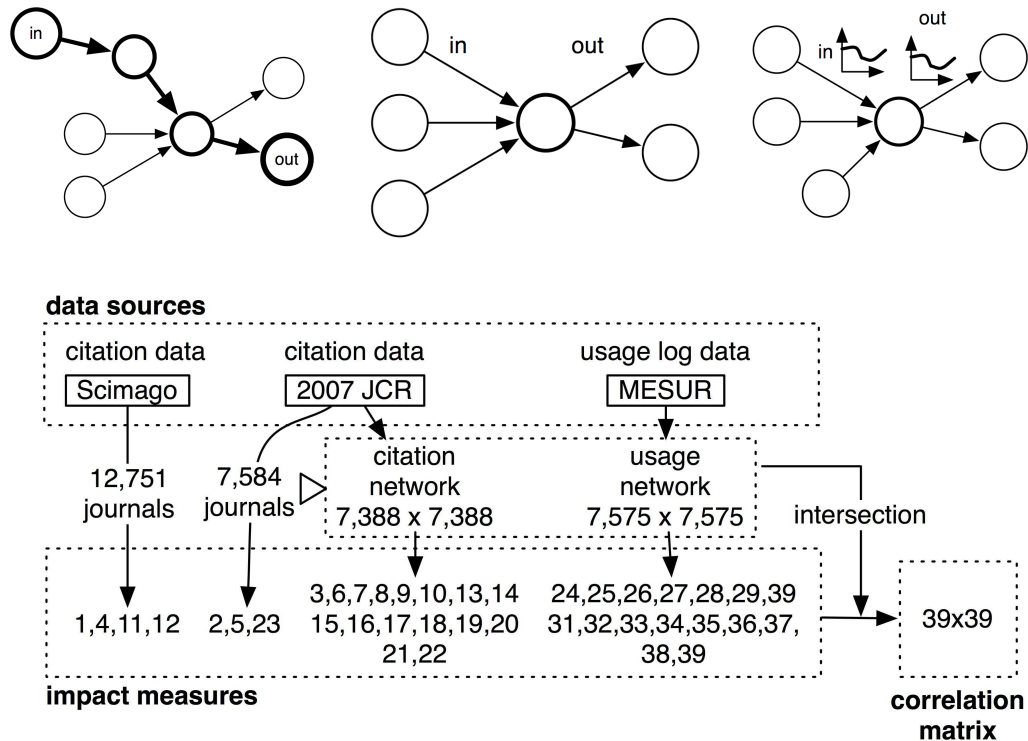 in
out
in
out
in
out
data sources
citation data
citation data
usage log data
Scimago
2007 JCR
MESUR
12,751
journals
7,584
journals
citation
network
7,388 x 7,388
usage
network
7,575 x 7,575
intersection
1,4,11,12
2,5,23
3,6,7,8,9,10,13,14
15,16,17,18,19,20
21,22
24,25,26,27,28,29,39
31,32,33,34,35,36,37,
38,39
39x39
impact measures
correlation
matrix